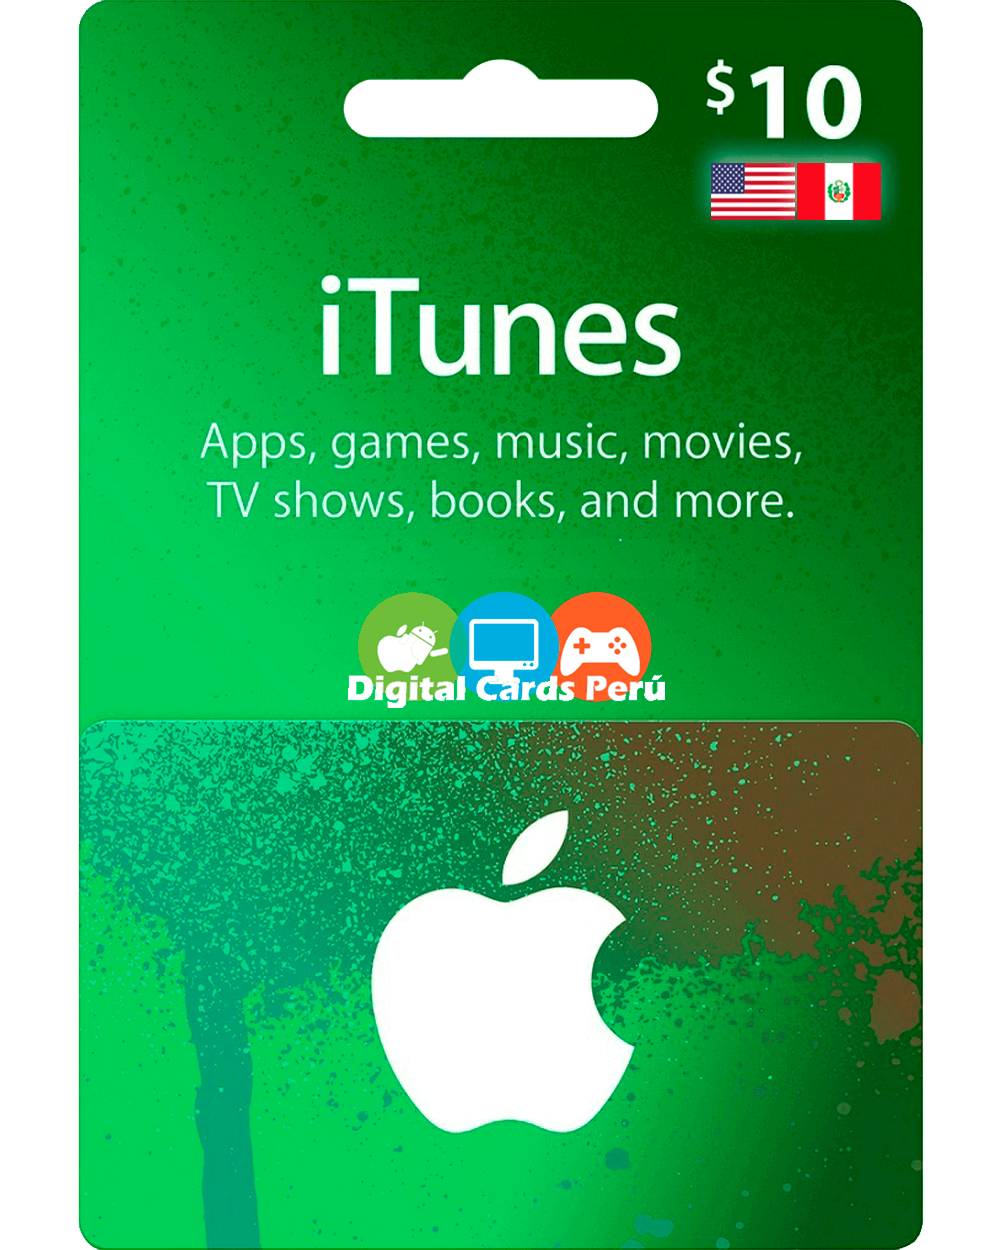 $10
iTunes
Apps, games, music, movies,
TV shows, books, and more.
Digital Cards Perú